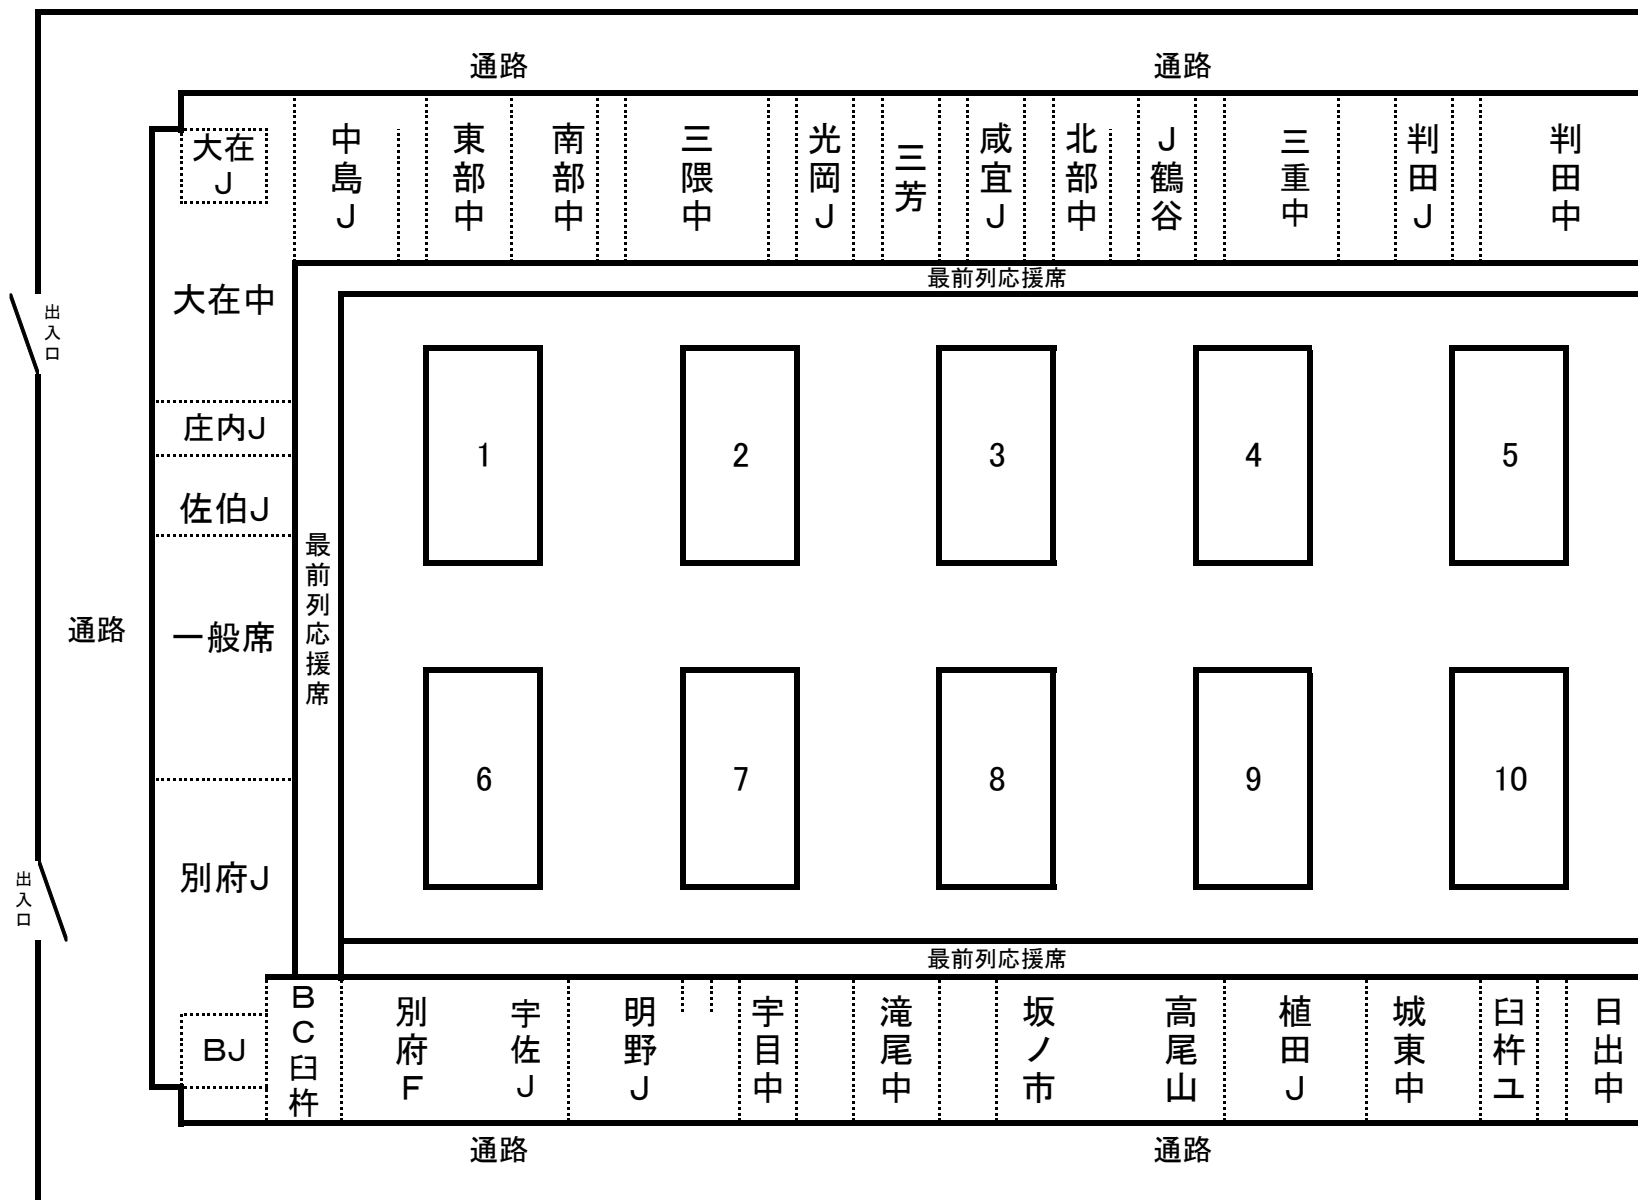 通路
通路
大在
J
中島J
東部中
南部中
三隈中
光岡J
三芳
咸宜J
北部中
J鶴谷
三重中
判田J
判田中
最前列応援席
大在中
出入口
庄内J
佐伯J
一般席
通路
最前列応援席
1
2
3
4
5
6
7
8
9
10
別府J
出入口
最前列応援席
BJ
BC臼杵
別府F
宇佐J
明野J
宇目中
滝尾中
坂ノ市
高尾山
植田J
城東中
臼杵ユ
日出中
通路
通路